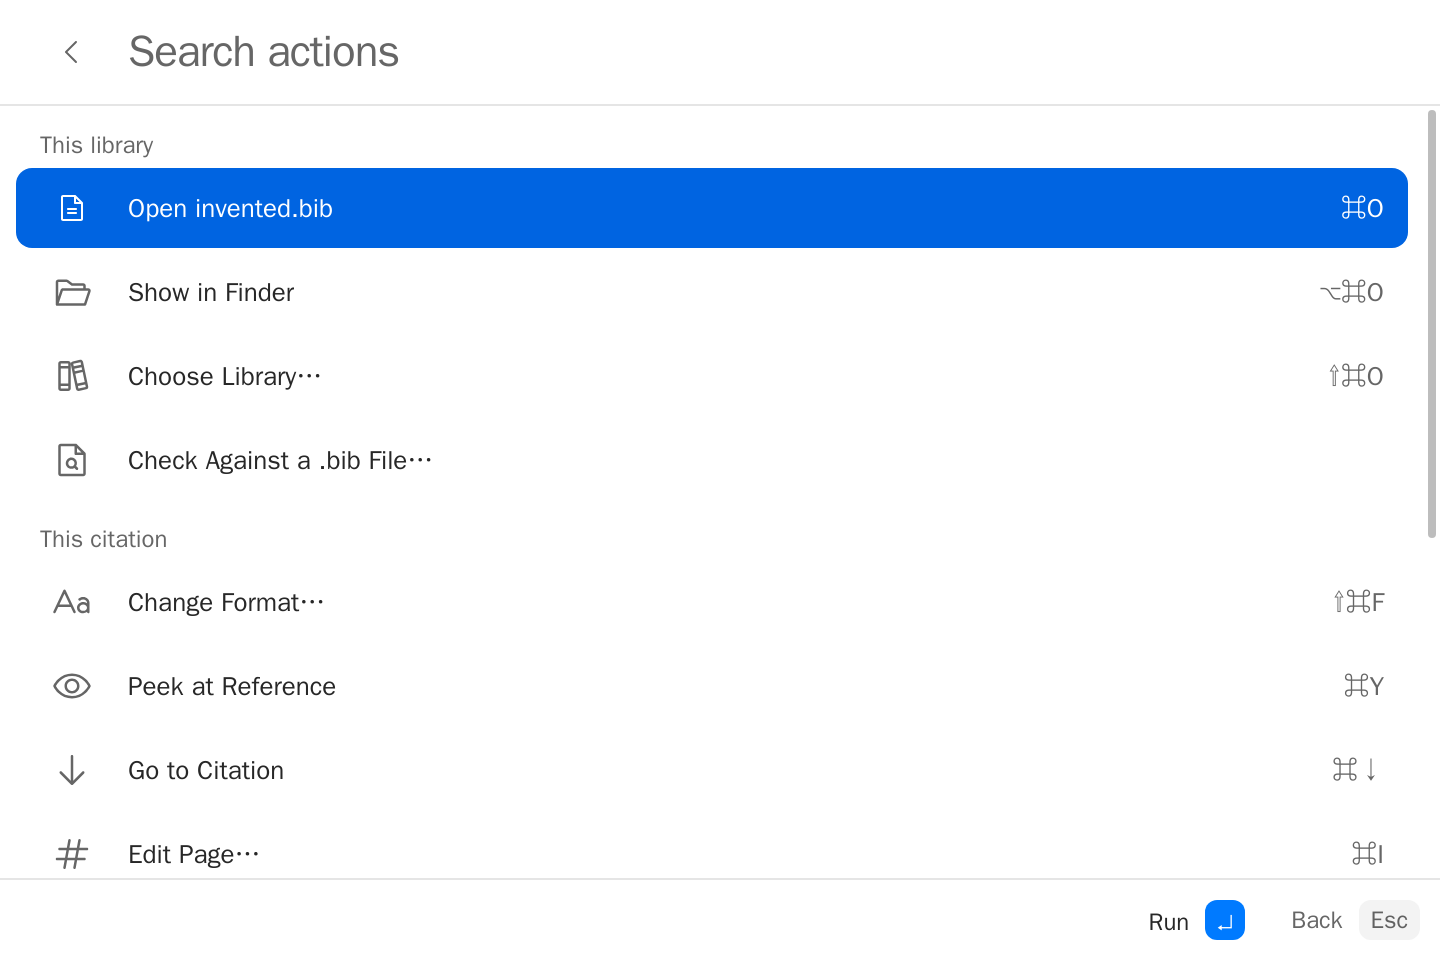 Search actions
This library
Open invented.bib ⌘O
Show in Finder ⌥⌘O
Choose Library… ⇧⌘O
Check Against a .bib File…
This citation
Aa Change Format… ⇧⌘F
Peek at Reference ⌘Y
Go to Citation ⌘↓
# Edit Page… ⌘I
Run ↵ Back Esc